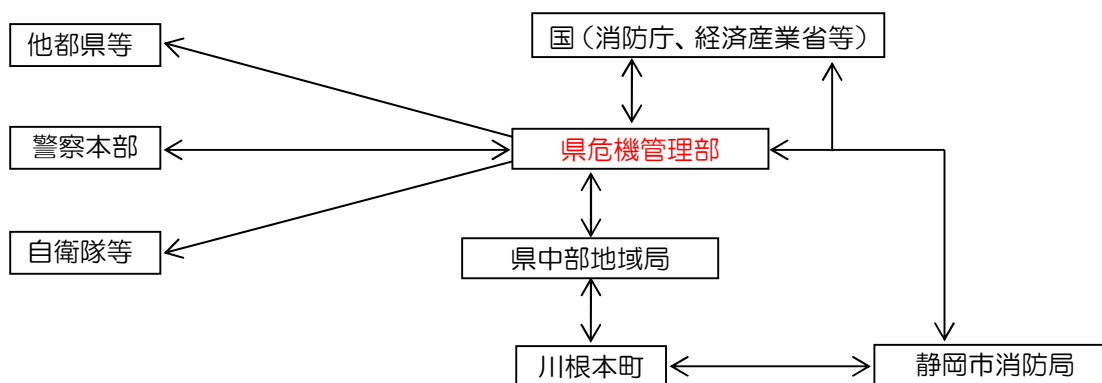 他都県等
国（消防庁、経済産業省等）
警察本部
県危機管理部
自衛隊等
県中部地域局
川根本町
静岡市消防局